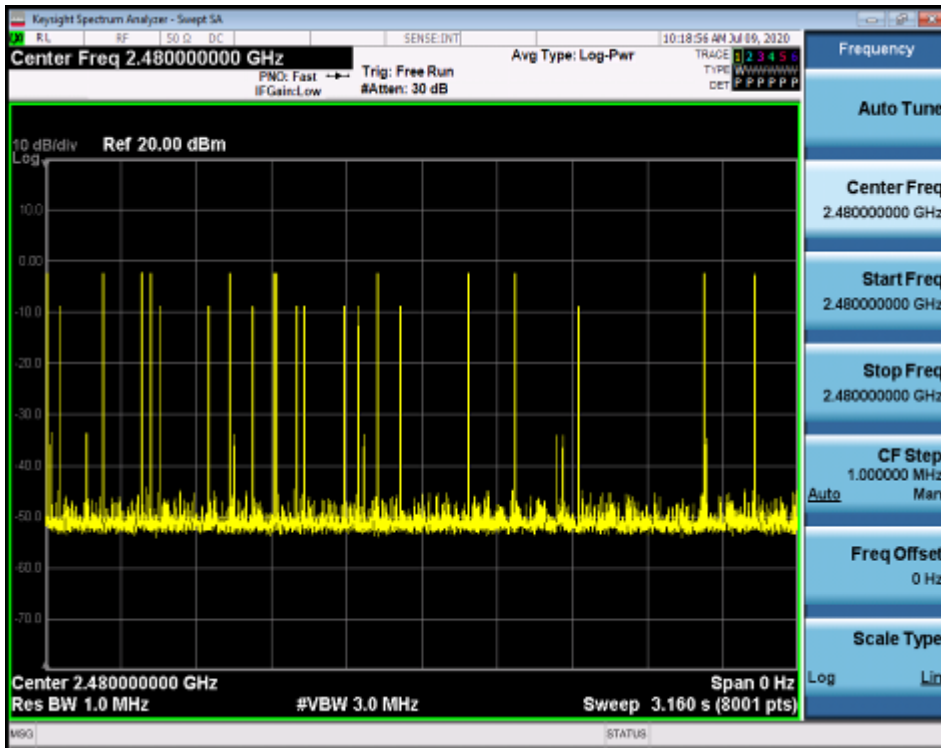 Keysight Spectrum Analyzer - Swept SA
RL RF 50 Ω DC SENSE:INT 10:18:56 AM Jul 09, 2020
Center Freq 2.480000000 GHz
PNO: Fast
IFGain:Low
Trig: Free Run
#Atten: 30 dB
Avg Type: Log-Pwr
TRACE 1 2 3 4 5 6
TYPE WWWWWW
DET P P P P P P
10 dB/div Ref 20.00 dBm
Log
10.0
0.00
-10.0
-20.0
-30.0
-40.0
-50.0
-60.0
-70.0
Center 2.480000000 GHz Span 0 Hz
Res BW 1.0 MHz #VBW 3.0 MHz Sweep 3.160 s (8001 pts)
MSG STATUS
Frequency
Auto Tune
Center Freq
2.480000000 GHz
Start Freq
2.480000000 GHz
Stop Freq
2.480000000 GHz
CF Step
1.000000 MHz
Auto Man
Freq Offset
0 Hz
Scale Type
Log Lin